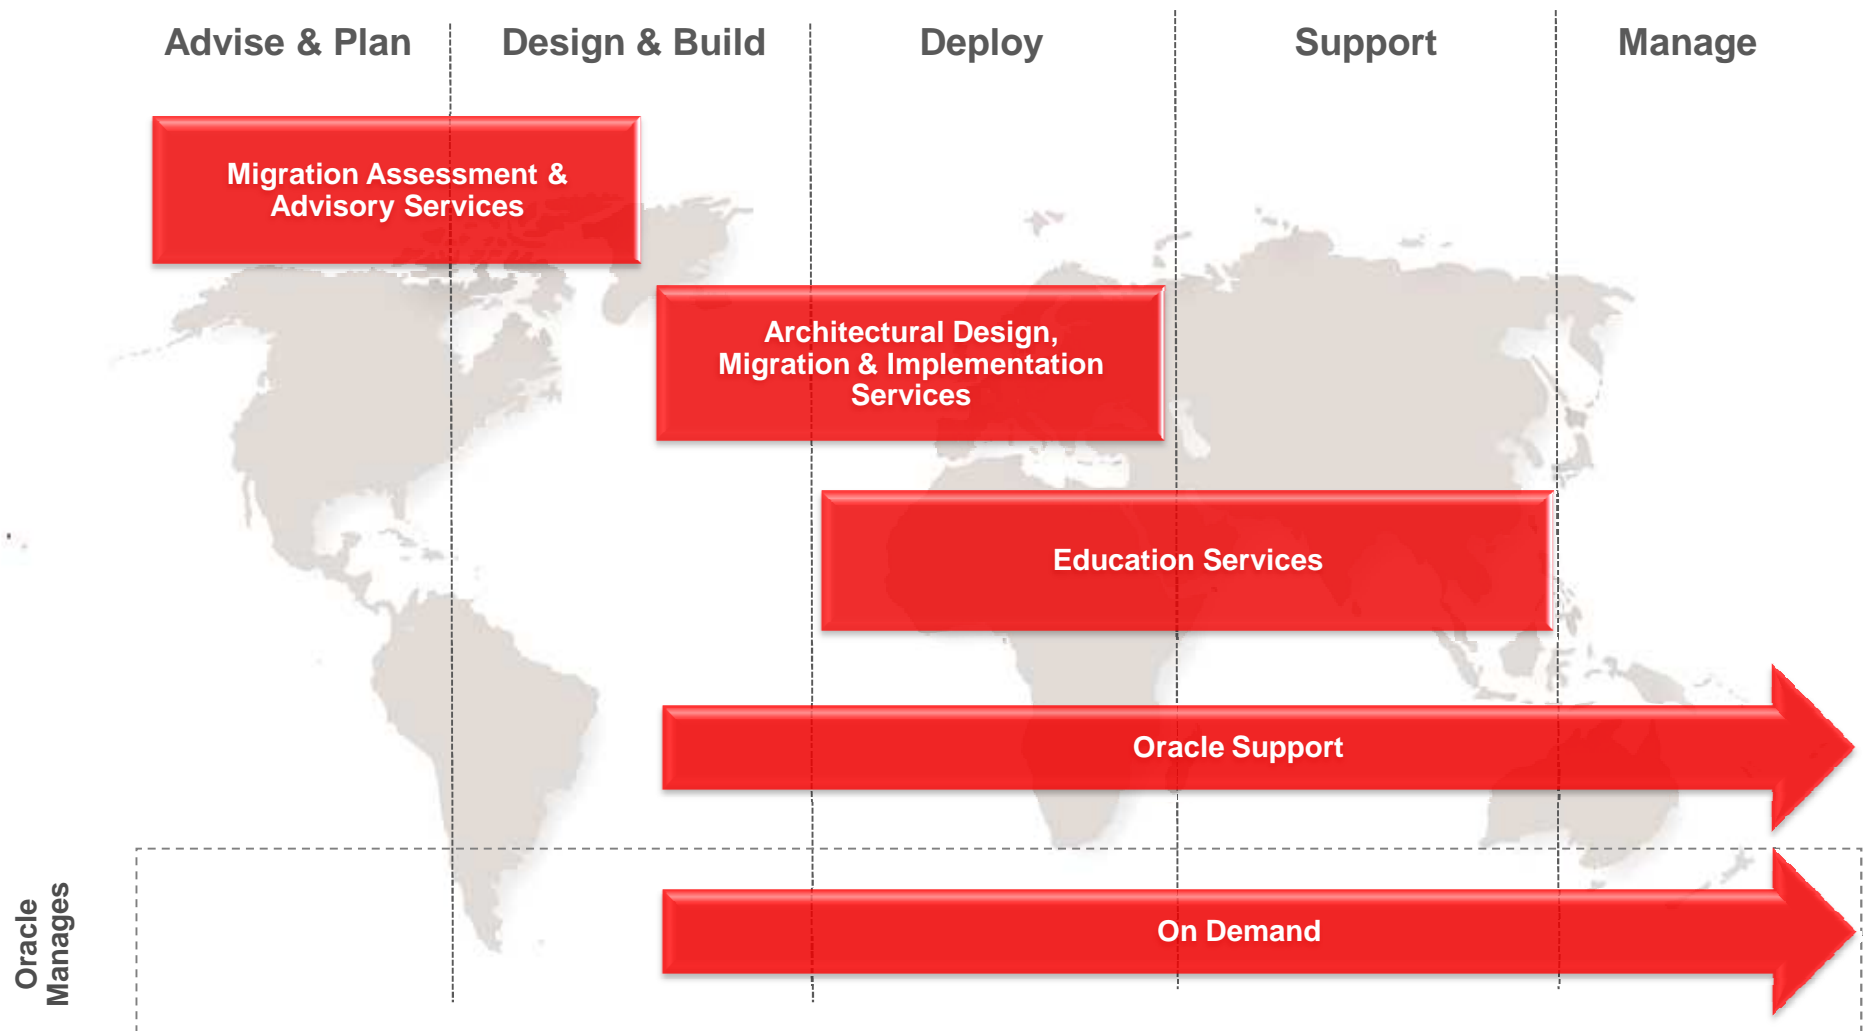 Advise & Plan
Design & Build
Deploy
Support
Manage
Migration Assessment &
Advisory Services
Architectural Design,
Migration & Implementation
Services
Education Services
Oracle Support
Oracle
Manages
On Demand